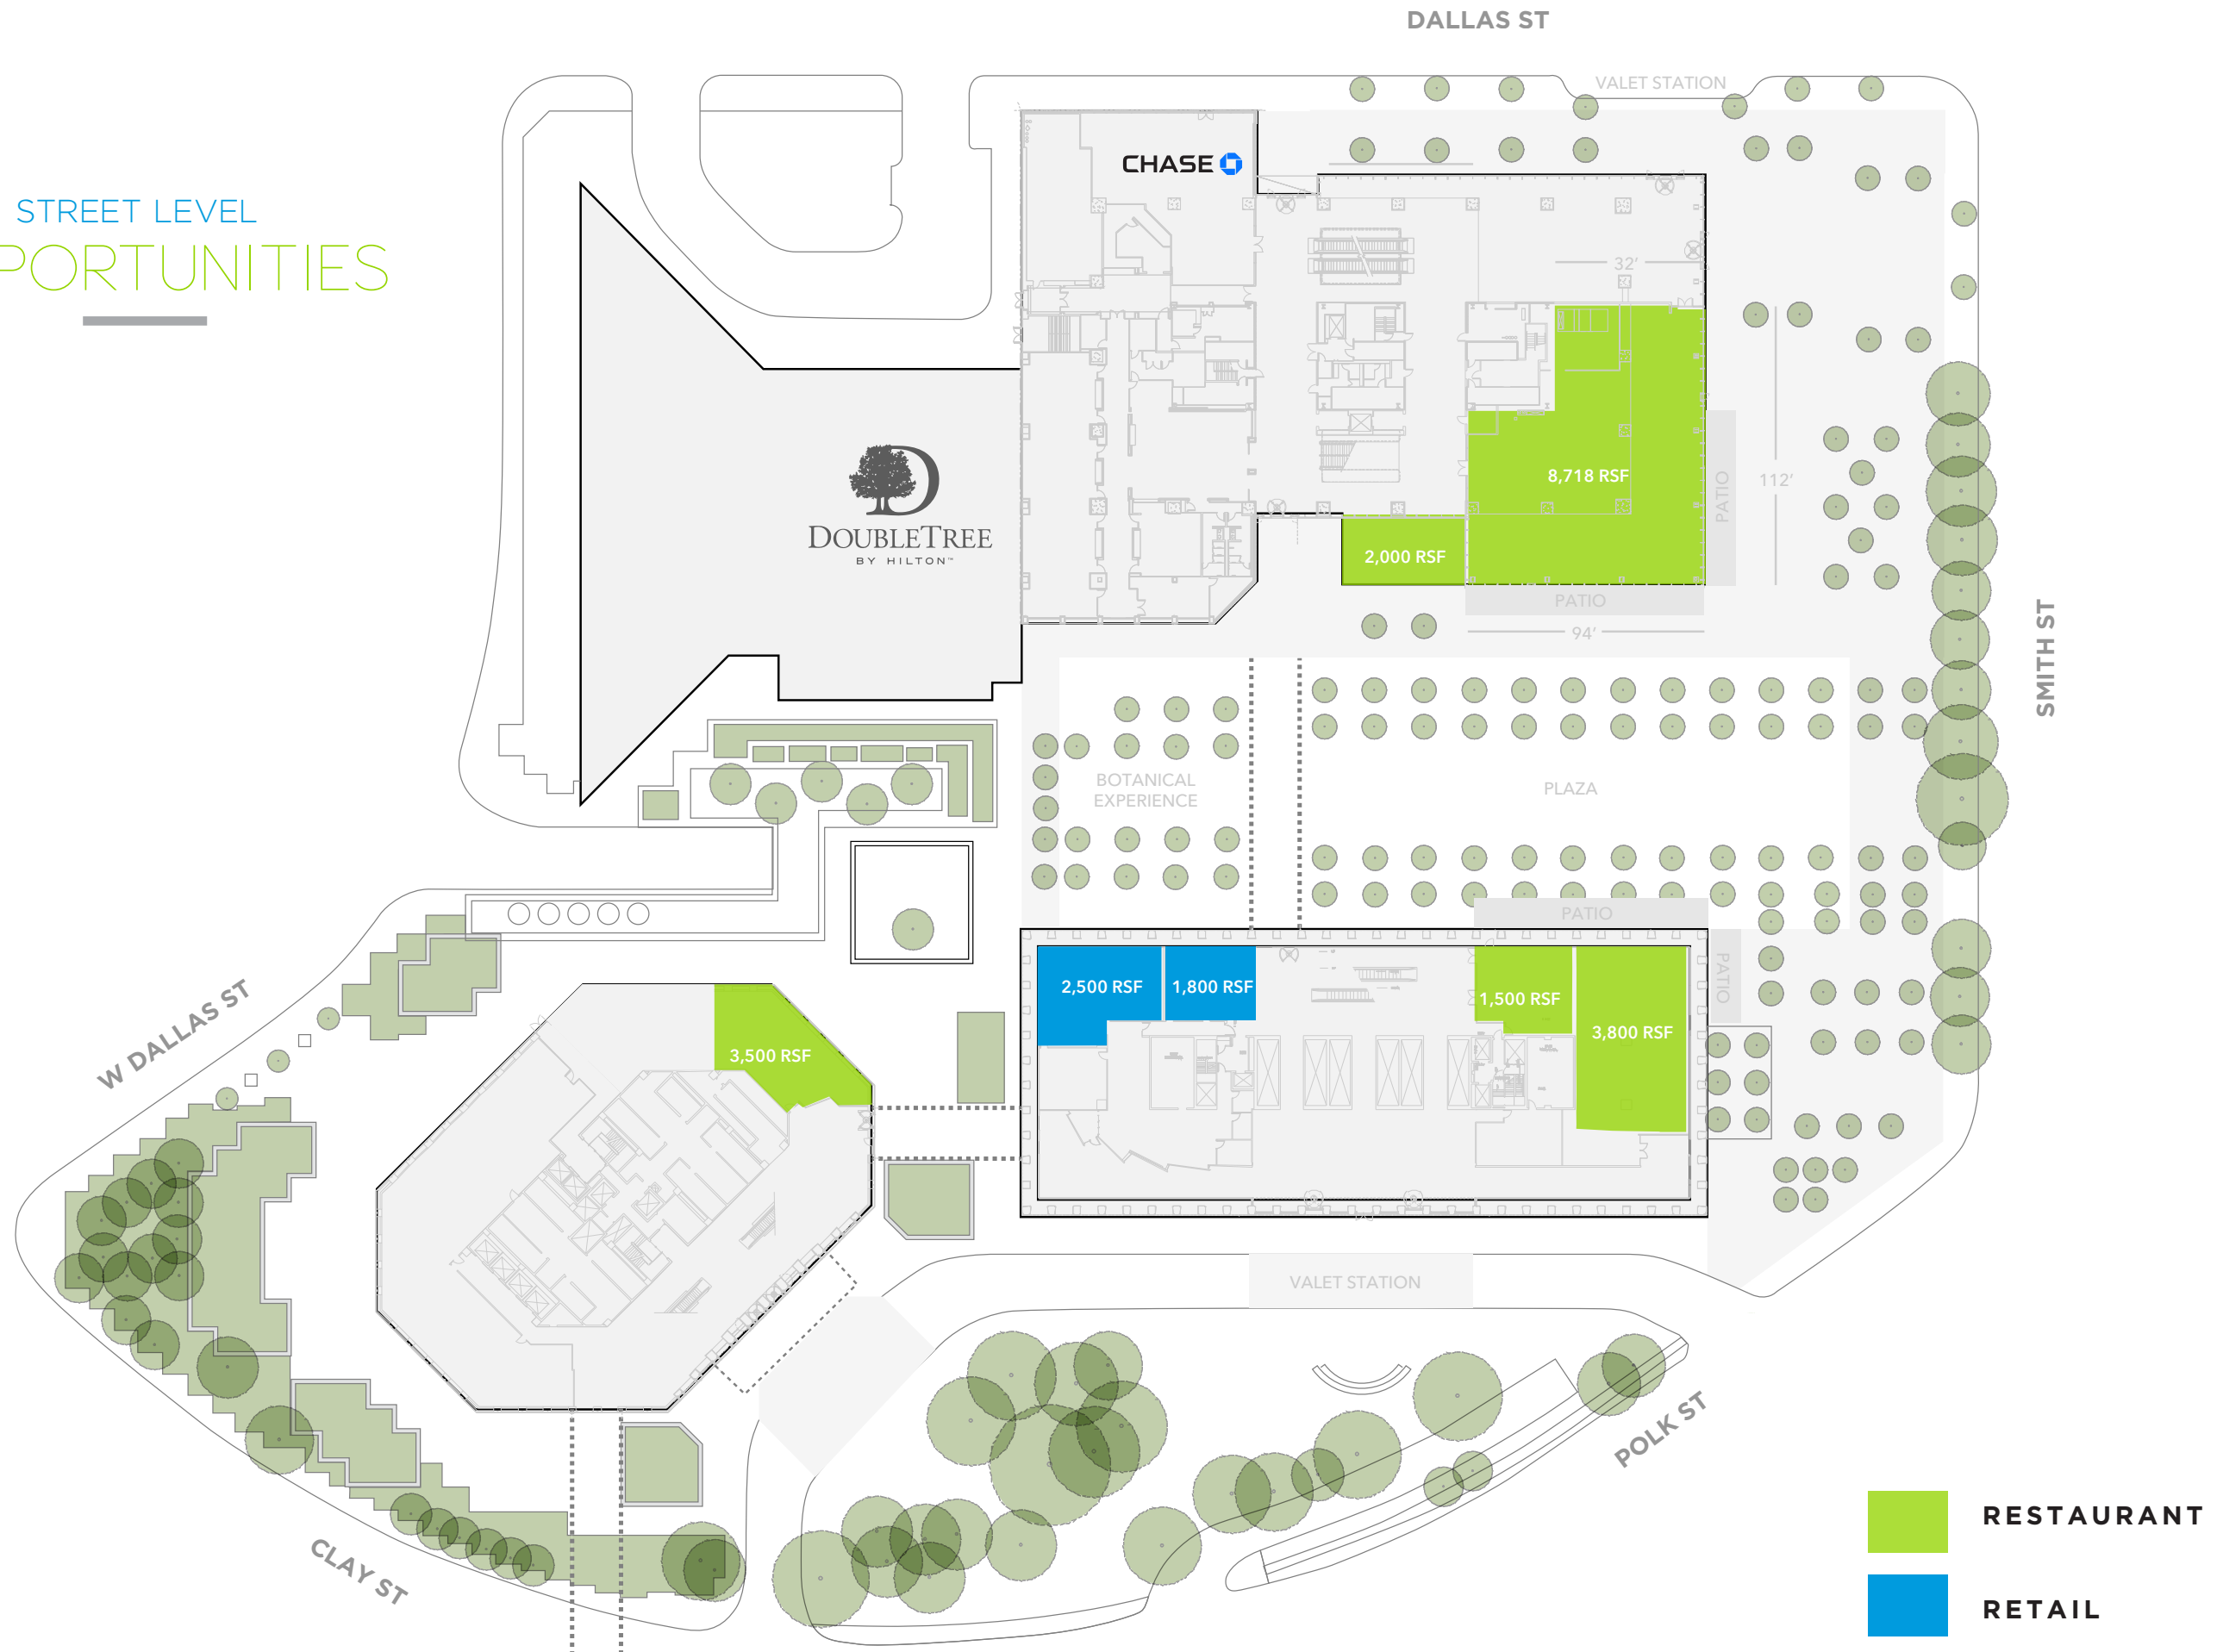 DALLAS ST
VALET STATION
STREET LEVEL
PORTUNITIES
CHASE
32’
8,718 RSF
PATIO
112’
DOUBLETREE
BY HILTON™
2,000 RSF
PATIO
94’
SMITH ST
BOTANICAL
EXPERIENCE
PLAZA
PATIO
PATIO
2,500 RSF
1,800 RSF
1,500 RSF
3,800 RSF
W DALLAS ST
3,500 RSF
VALET STATION
POLK ST
CLAY ST
RESTAURANT
RETAIL